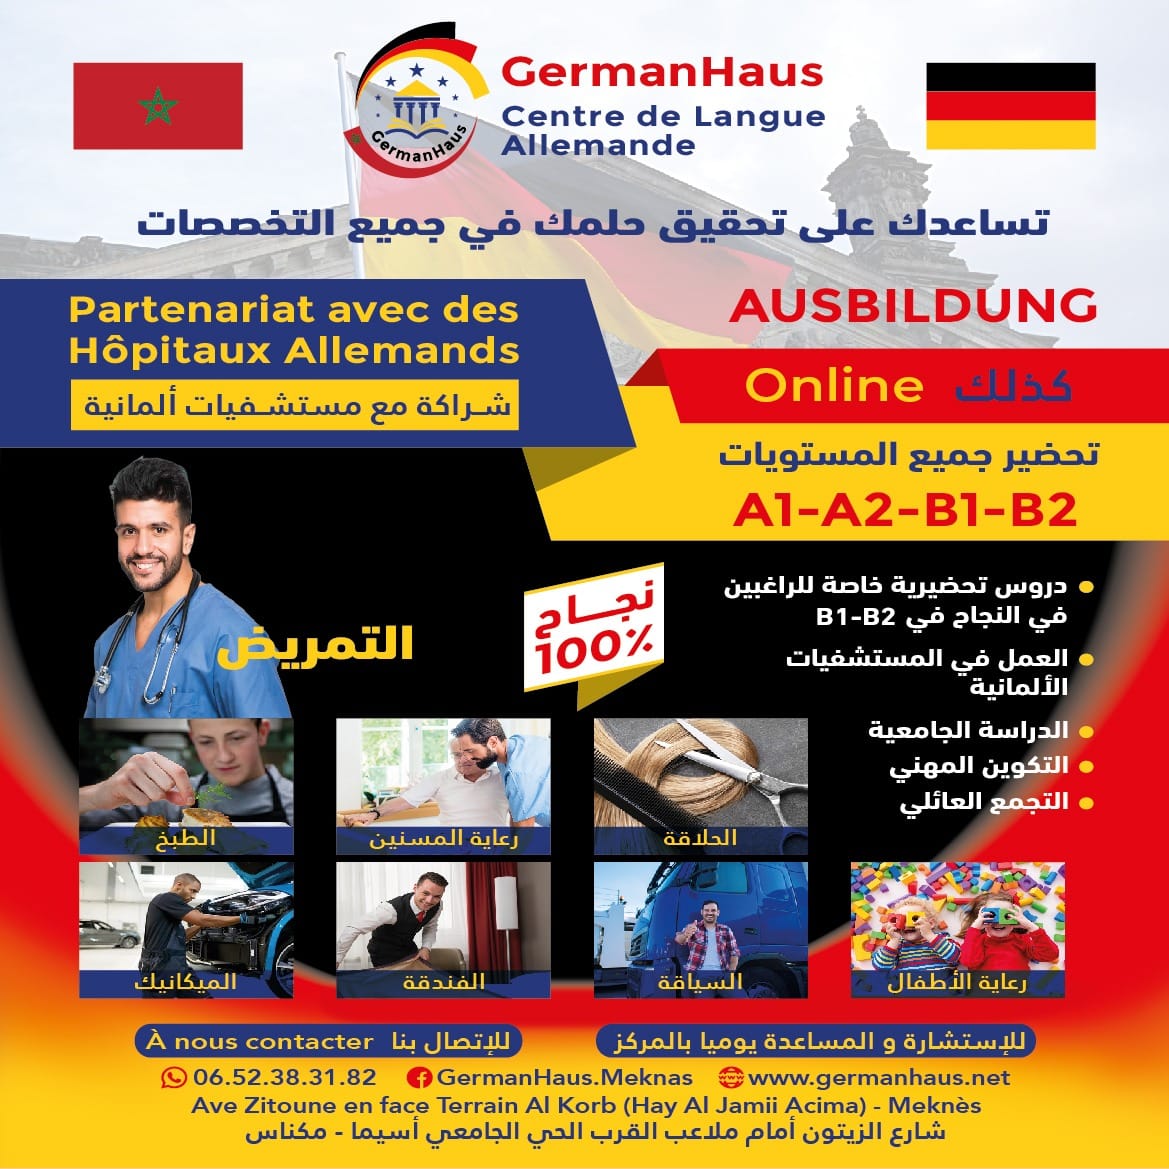 GermanHaus
GermanHaus
Centre de Langue
Allemande
تساعدك على تحقيق حلمك في جميع التخصصات
Partenariat avec des
Hôpitaux Allemands
شراكة مع مستشفيات ألمانية
AUSBILDUNG
كذلك Online
تحضير جميع المستويات
A1-A2-B1-B2
التمريض
نجاح
100%
دروس تحضيرية خاصة للراغبين
في النجاح في B1-B2
العمل في المستشفيات
الألمانية
الدراسة الجامعية
التكوين المهني
التجمع العائلي
الطبخ
رعاية المسنين
الحلاقة
الميكانيك
الفندقة
السياقة
رعاية الأطفال
À nous contacter للإتصال بنا
للإستشارة و المساعدة يوميا بالمركز
06.52.38.31.82 GermanHaus.Meknas www.germanhaus.net
Ave Zitoune en face Terrain Al Korb (Hay Al Jamii Acima) - Meknès
شارع الزيتون أمام ملاعب القرب الحي الجامعي أسيما - مكناس